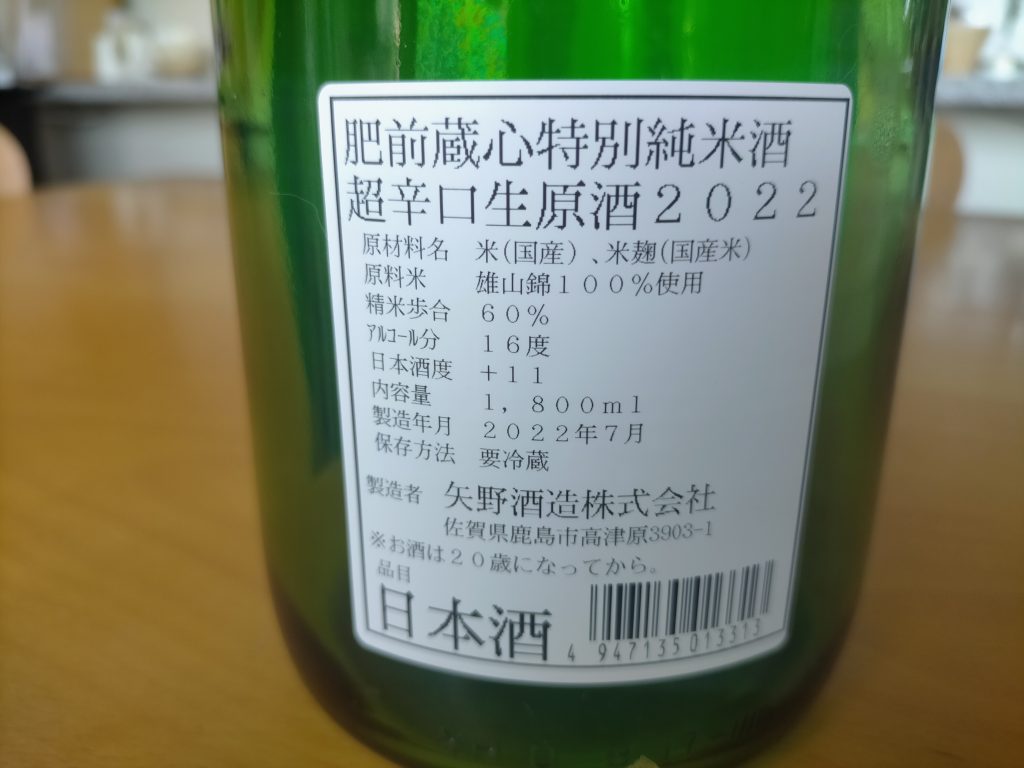 肥前蔵心特別純米酒
超辛口生原酒２０２２
原材料名 米(国産)、米麹(国産米)
原料米 雄山錦１００％使用
精米歩合 ６０％
ｱﾙｺｰﾙ分 １６度
日本酒度 ＋１１
内容量 １，８００ｍｌ
製造年月 ２０２２年７月
保存方法 要冷蔵
製造者 矢野酒造株式会社
佐賀県鹿島市高津原3903-1
※お酒は２０歳になってから。
品目
日本酒
4 947135 013313